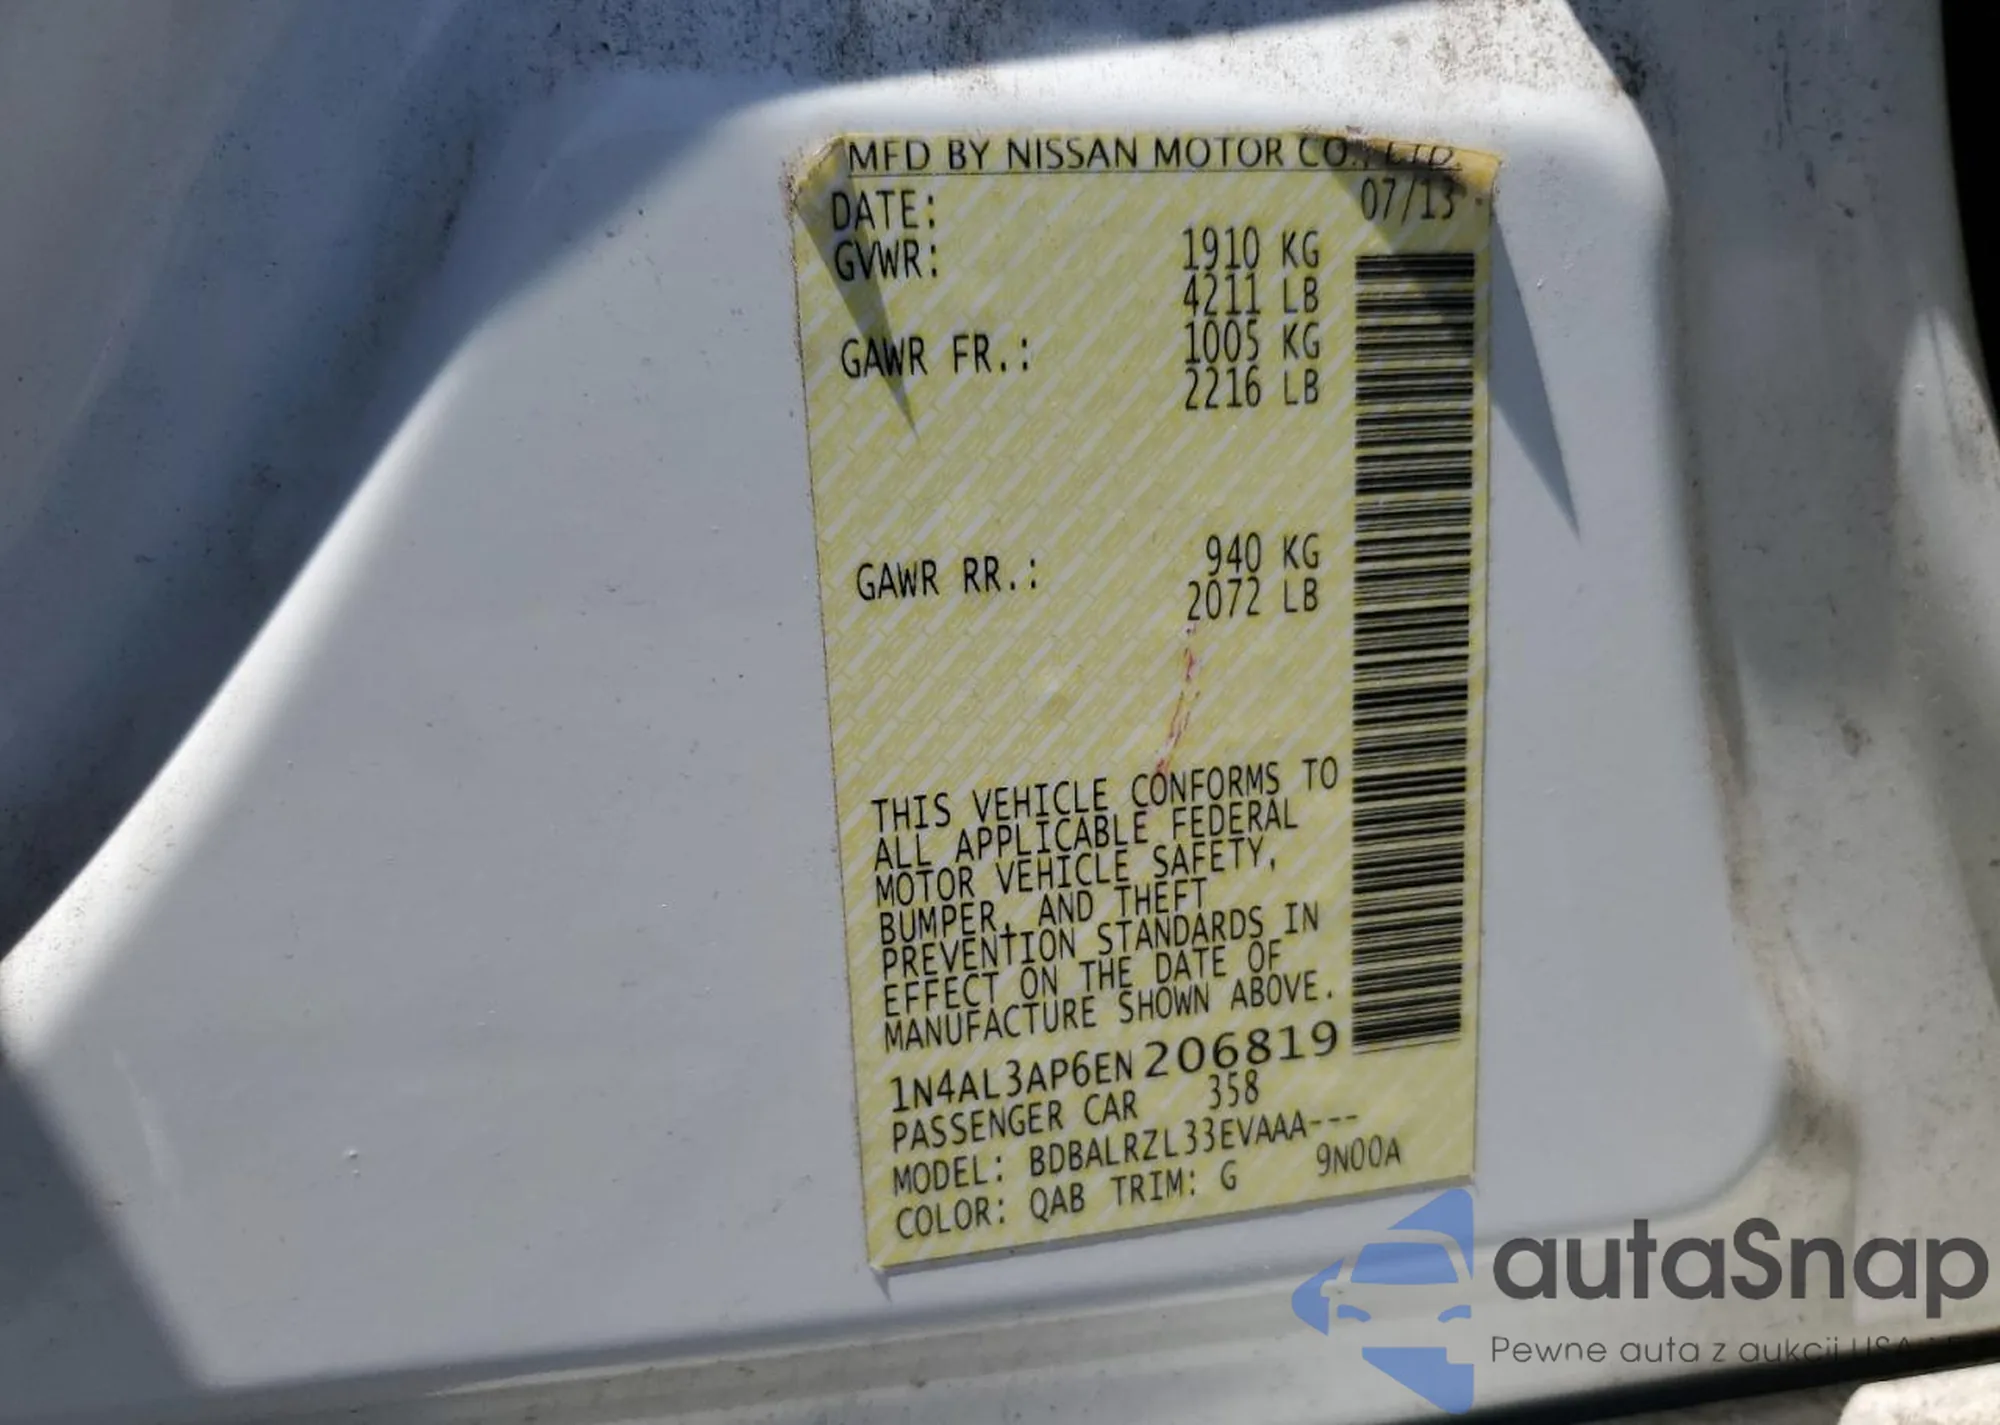 MFD BY NISSAN MOTOR CO., LTD.
DATE: 07/13
GVWR: 1910 KG
4211 LB
GAWR FR.: 1005 KG
2216 LB
GAWR RR.: 940 KG
2072 LB
THIS VEHICLE CONFORMS TO
ALL APPLICABLE FEDERAL
MOTOR VEHICLE SAFETY,
BUMPER, AND THEFT
PREVENTION STANDARDS IN
EFFECT ON THE DATE OF
MANUFACTURE SHOWN ABOVE.
1N4AL3AP6EN206819
PASSENGER CAR 358
MODEL: BDBALRZL33EVAAA---
COLOR: QAB TRIM: G 9N00A
autaSnap
Pewne auta z aukcji USA